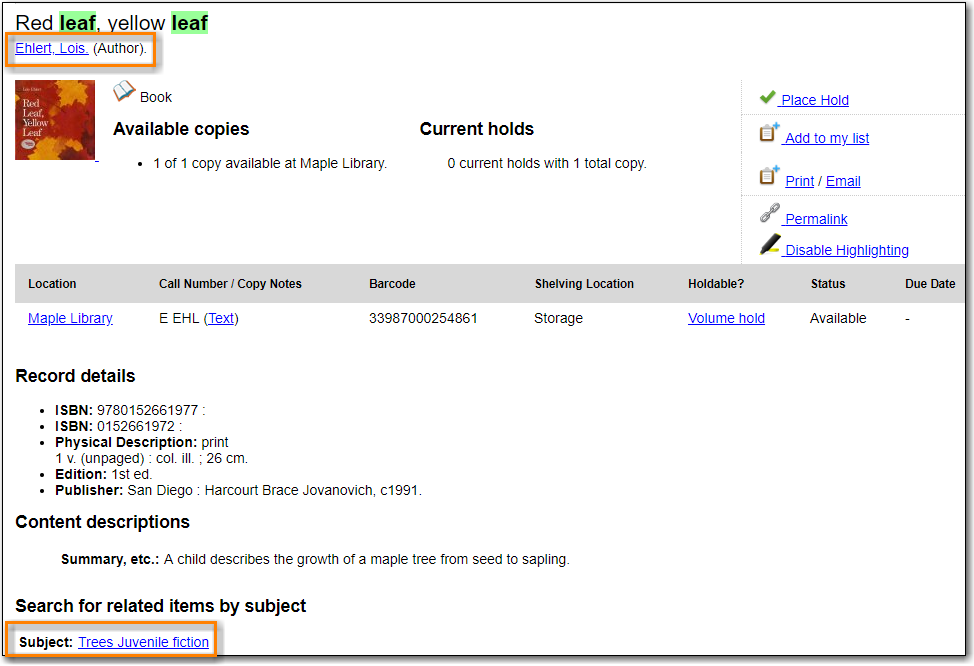 Red leaf, yellow leaf
Ehlert, Lois. (Author).
Lois Ehlert
Red
Leaf,
Yellow
Leaf
Book
Available copies
1 of 1 copy available at Maple Library.
Current holds
0 current holds with 1 total copy.
Place Hold
Add to my list
Print / Email
Permalink
Disable Highlighting
Location Call Number / Copy Notes Barcode Shelving Location Holdable? Status Due Date
Maple Library E EHL (Text) 33987000254861 Storage Volume hold Available -
Record details
ISBN: 9780152661977 :
ISBN: 0152661972 :
Physical Description: print
1 v. (unpaged) : col. ill. ; 26 cm.
Edition: 1st ed.
Publisher: San Diego : Harcourt Brace Jovanovich, c1991.
Content descriptions
Summary, etc.: A child describes the growth of a maple tree from seed to sapling.
Search for related items by subject
Subject: Trees Juvenile fiction